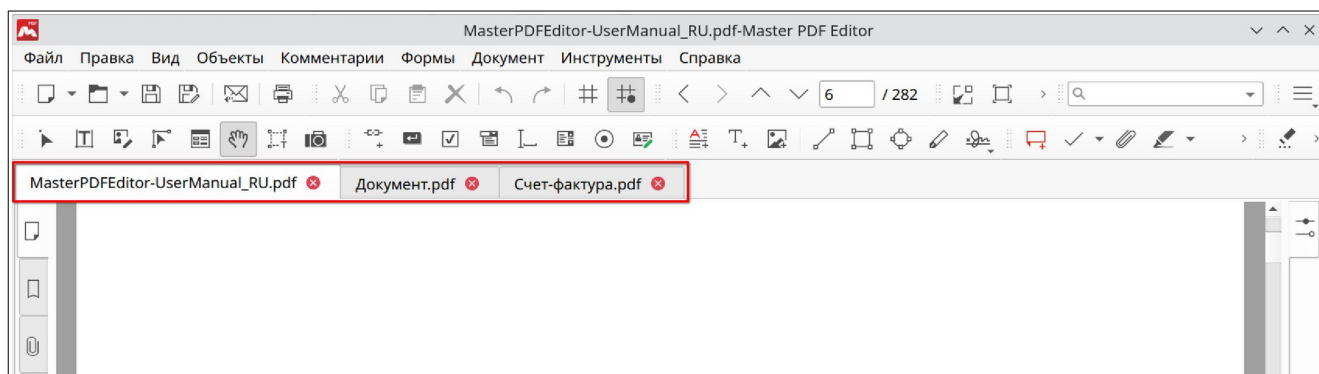 MasterPDFEditor-UserManual_RU.pdf-Master PDF Editor
Файл Правка Вид Объекты Комментарии Формы Документ Инструменты Справка
6 / 282
MasterPDFEditor-UserManual_RU.pdf Документ.pdf Счет-фактура.pdf